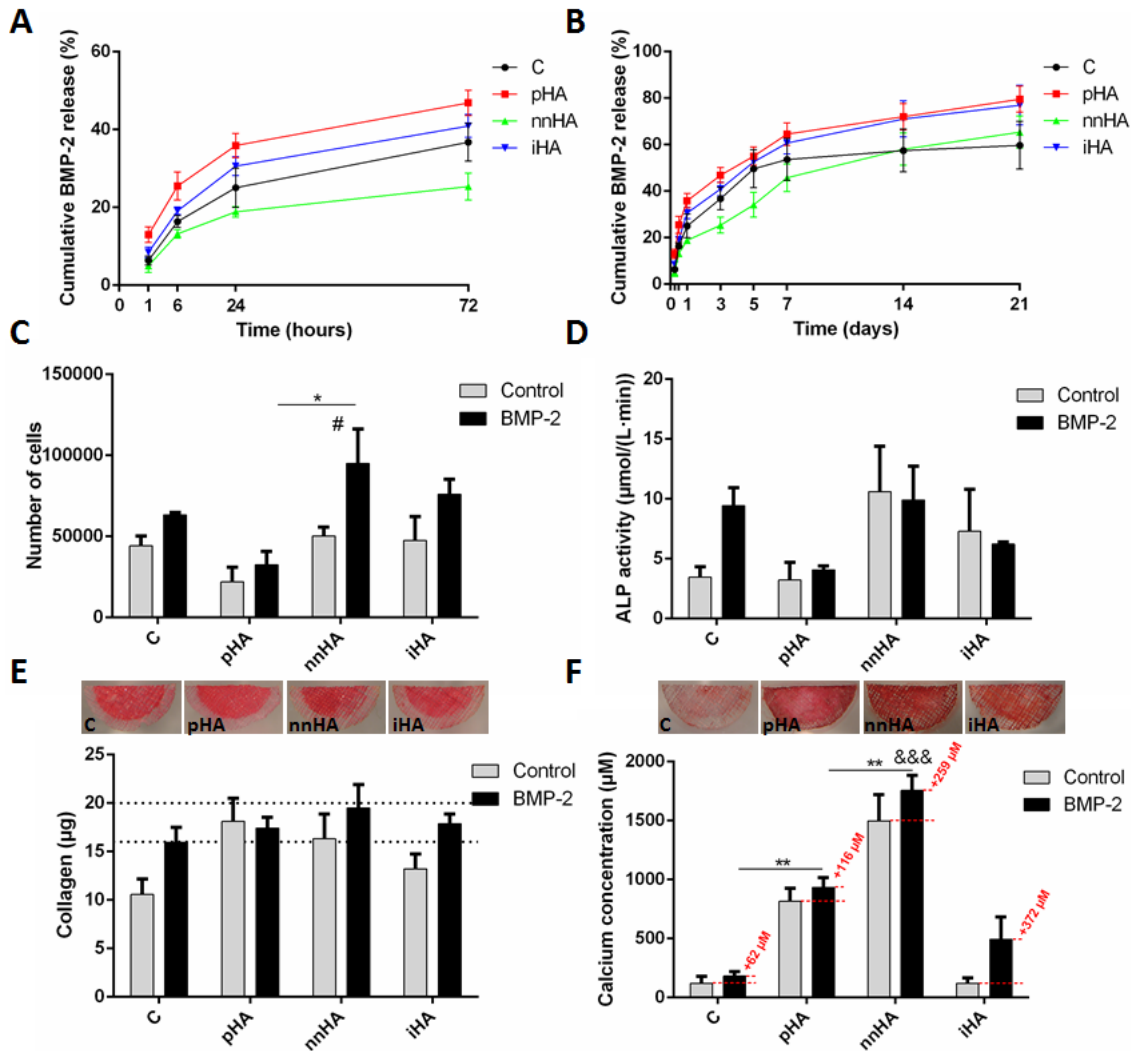 A
Cumulative BMP-2 release (%)
60
40
20
0
0 1 6 24 72
Time (hours)
C
pHA
nnHA
iHA
B
Cumulative BMP-2 release (%)
100
80
60
40
20
0
0 1 3 5 7 14 21
Time (days)
C
pHA
nnHA
iHA
C
Number of cells
150000
100000
50000
0
*
#
Control
BMP-2
C pHA nnHA iHA
D
ALP activity (µmol/(L·min))
20
15
10
5
0
Control
BMP-2
C pHA nnHA iHA
E
C pHA nnHA iHA
Collagen (µg)
25
20
15
10
5
0
Control
BMP-2
C pHA nnHA iHA
F
C pHA nnHA iHA
Calcium concentration (µM)
2000
1500
1000
500
0
** &&&
**
+62 µM
+116 µM
+259 µM
+372 µM
Control
BMP-2
C pHA nnHA iHA